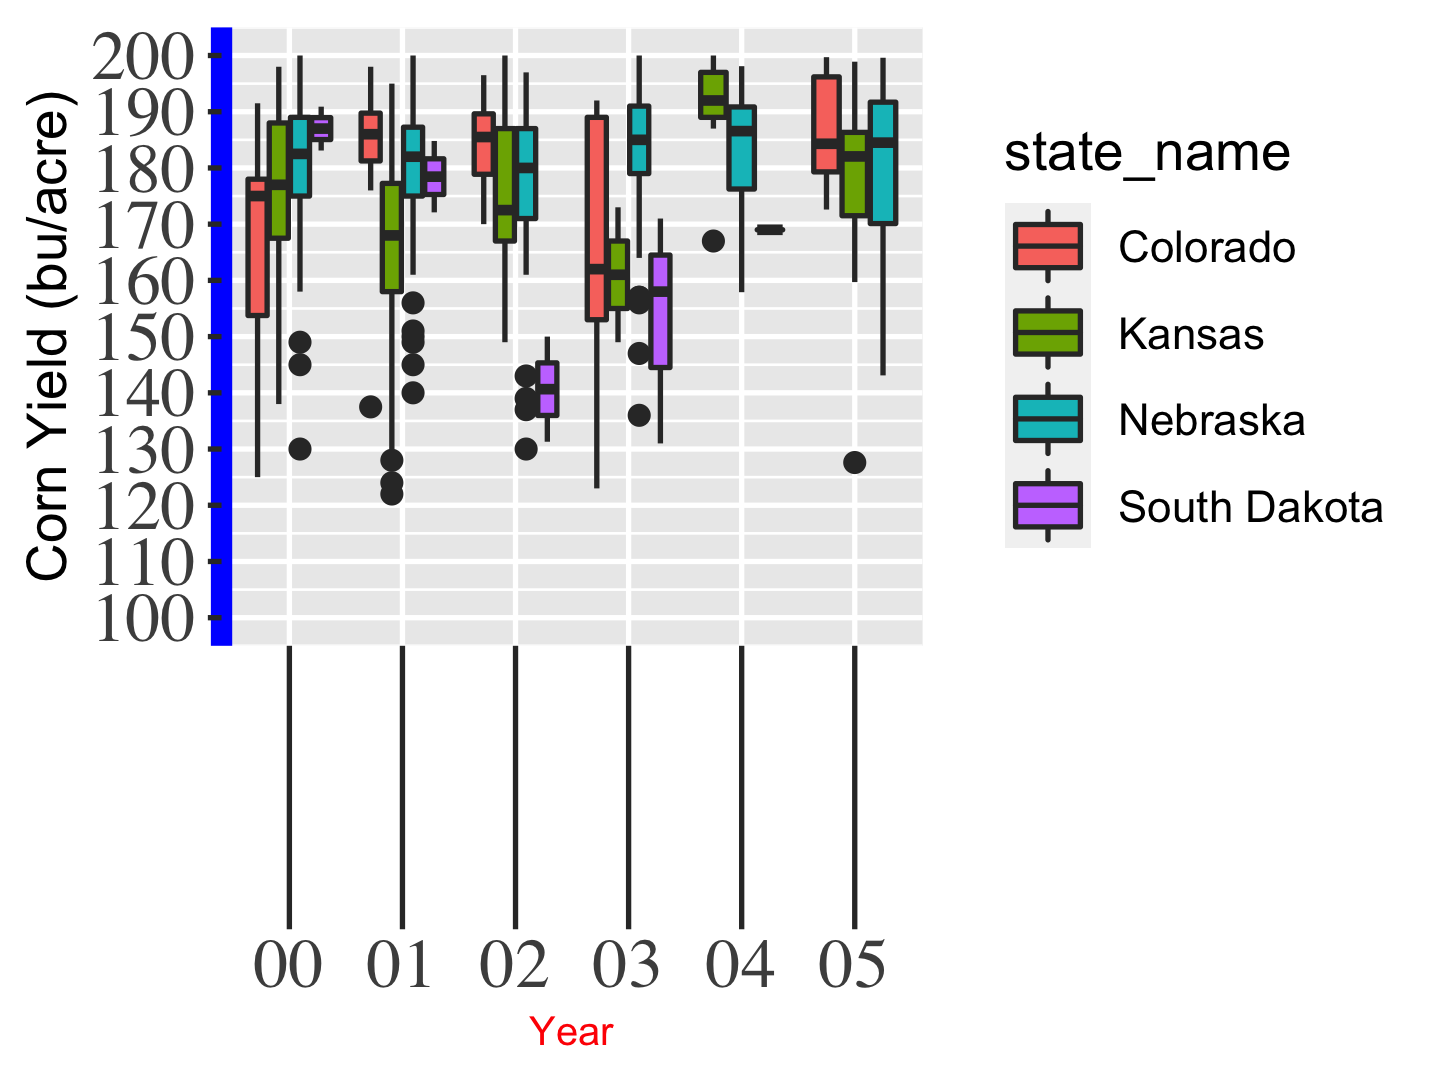 Corn Yield (bu/acre)
200
190
180
170
160
150
140
130
120
110
100
00 01 02 03 04 05
Year
state_name
Colorado
Kansas
Nebraska
South Dakota